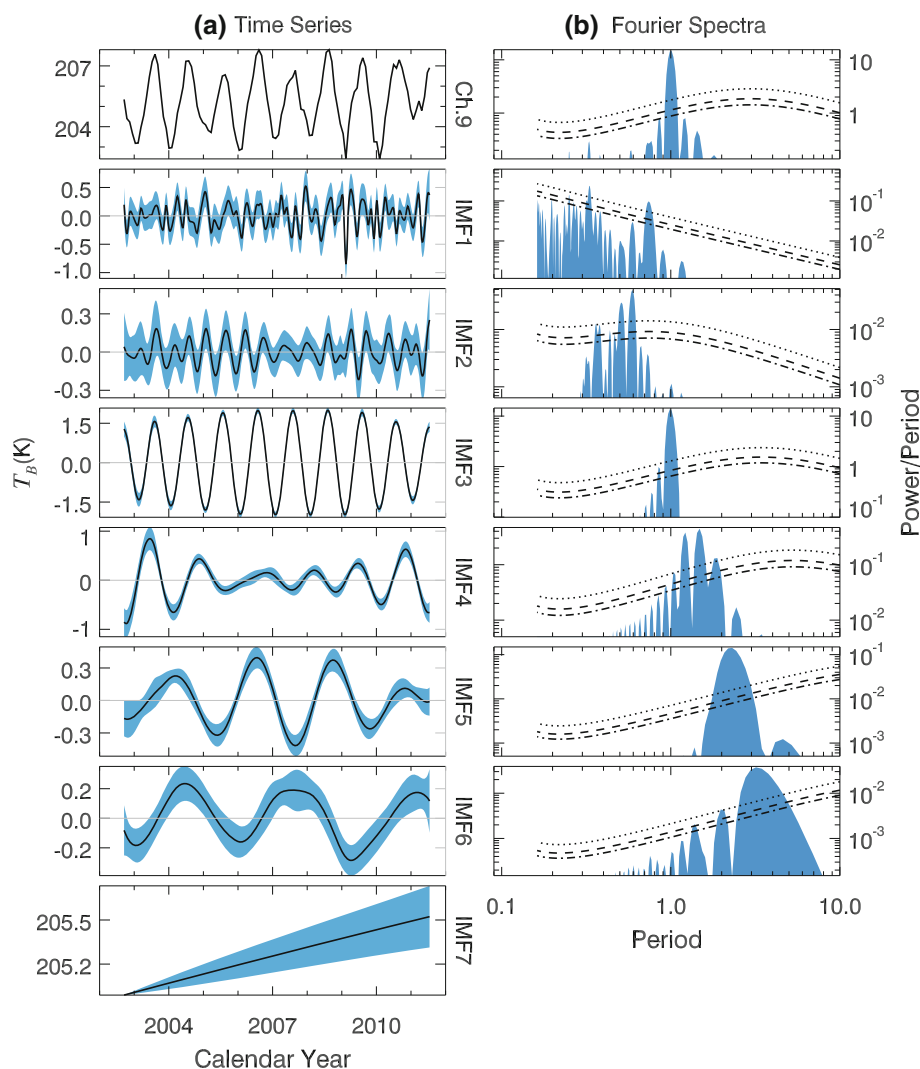 (a) Time Series
(b) Fourier Spectra
207
204
Ch.9
10
1
0.5
0.0
-0.5
-1.0
IMF1
10-1
10-2
0.3
0.0
-0.3
IMF2
10-2
10-3
1.5
0.0
-1.5
IMF3
10
1
10-1
1
0
-1
IMF4
10-1
10-2
0.3
0.0
-0.3
IMF5
10-1
10-2
10-3
0.2
0.0
-0.2
IMF6
10-2
10-3
205.5
205.2
IMF7
TB(K)
Power/Period
2004 2007 2010
Calendar Year
0.1 1.0 10.0
Period